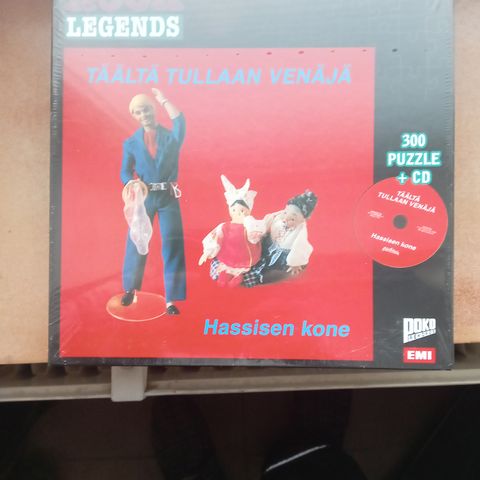 LEGENDS
TÄÄLTÄ TULLAAN VENÄJÄ
300
PUZZLE
+ CD
TÄÄLTÄ
TULLAAN VENÄJÄ
Hassisen kone
Hassisen kone
POKO
EMI